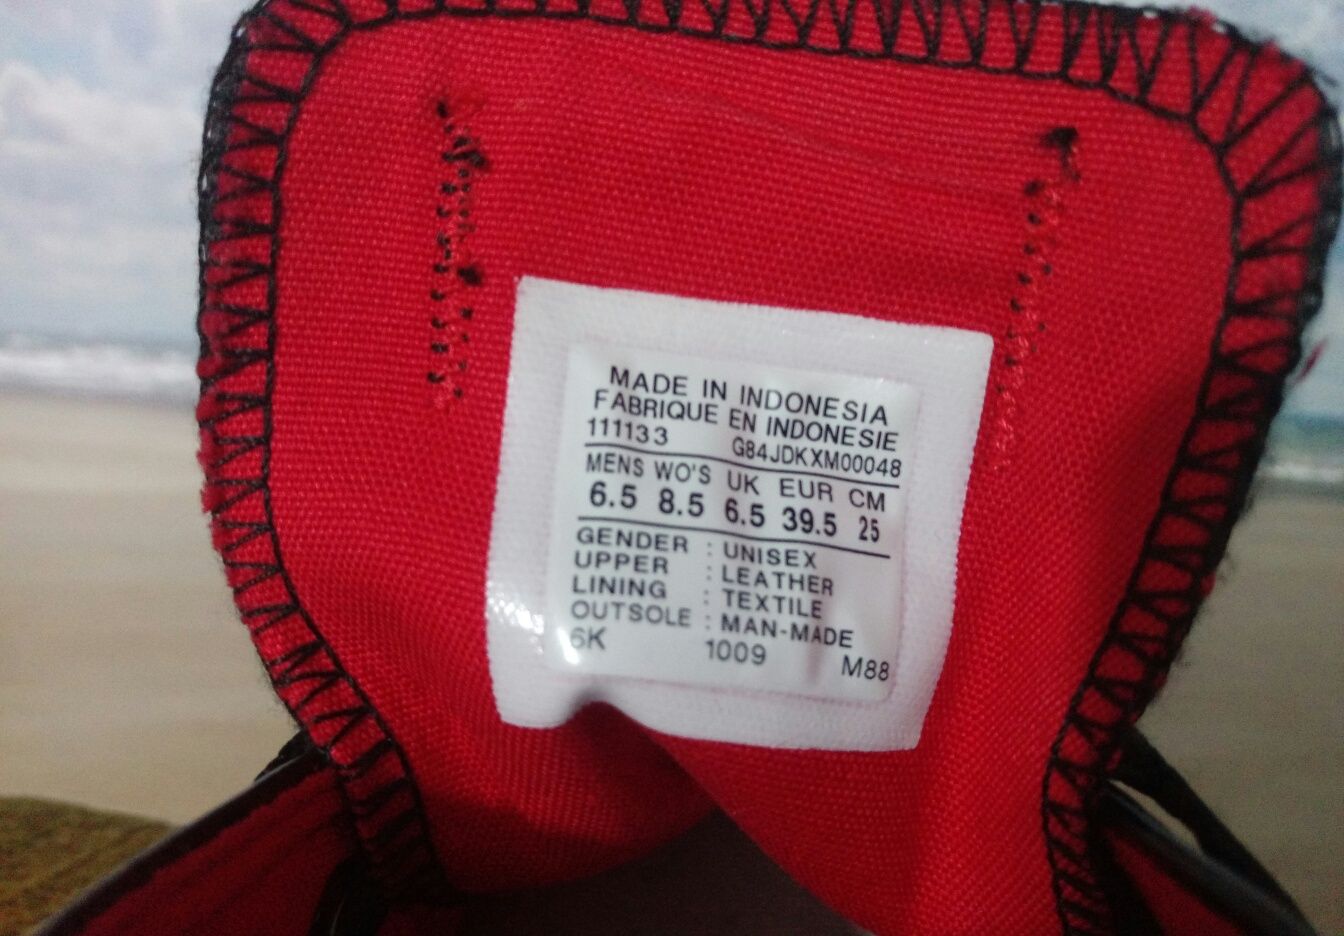 MADE IN INDONESIA
FABRIQUE EN INDONESIE
111133 G84JDKXM00048
MENS WO'S UK EUR CM
6.5 8.5 6.5 39.5 25
GENDER : UNISEX
UPPER : LEATHER
LINING : TEXTILE
OUTSOLE : MAN-MADE
6K 1009 M88